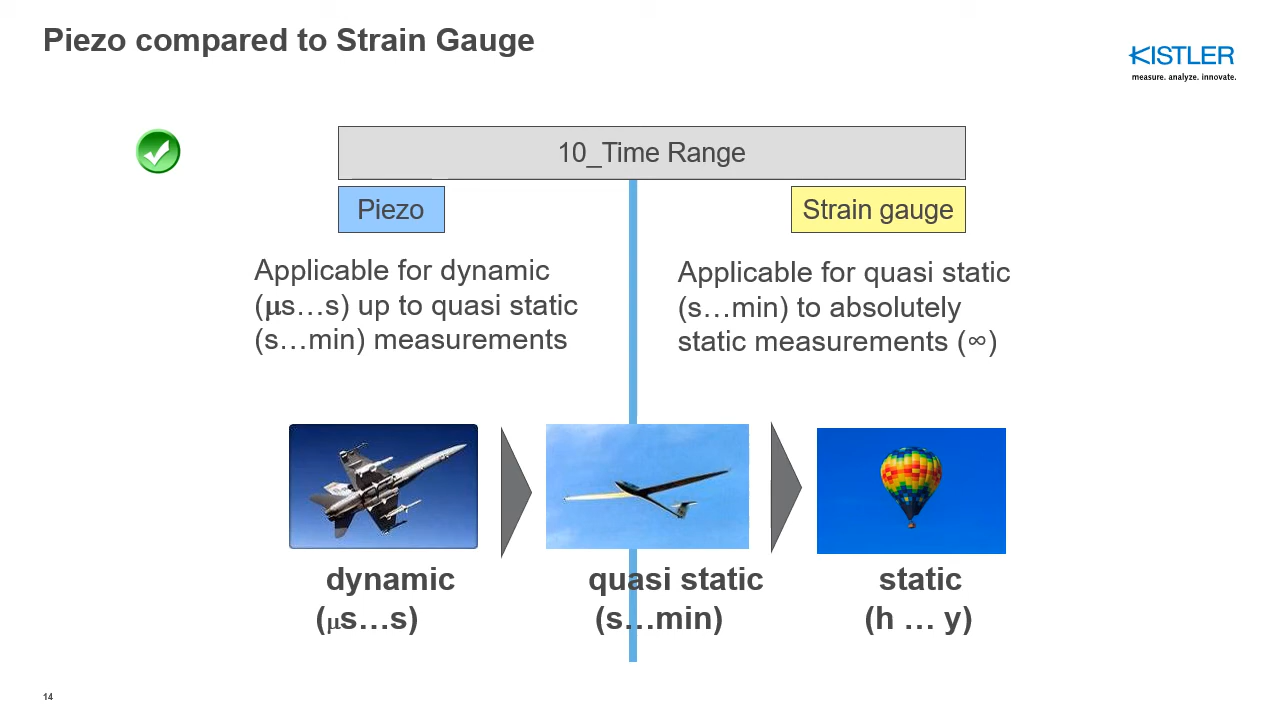 Piezo compared to Strain Gauge
KISTLER
measure. analyze. innovate.
10_Time Range
Piezo
Strain gauge
Applicable for dynamic
(μs…s) up to quasi static
(s…min) measurements
Applicable for quasi static
(s…min) to absolutely
static measurements (∞)
dynamic
(μs…s)
quasi static
(s…min)
static
(h … y)
14